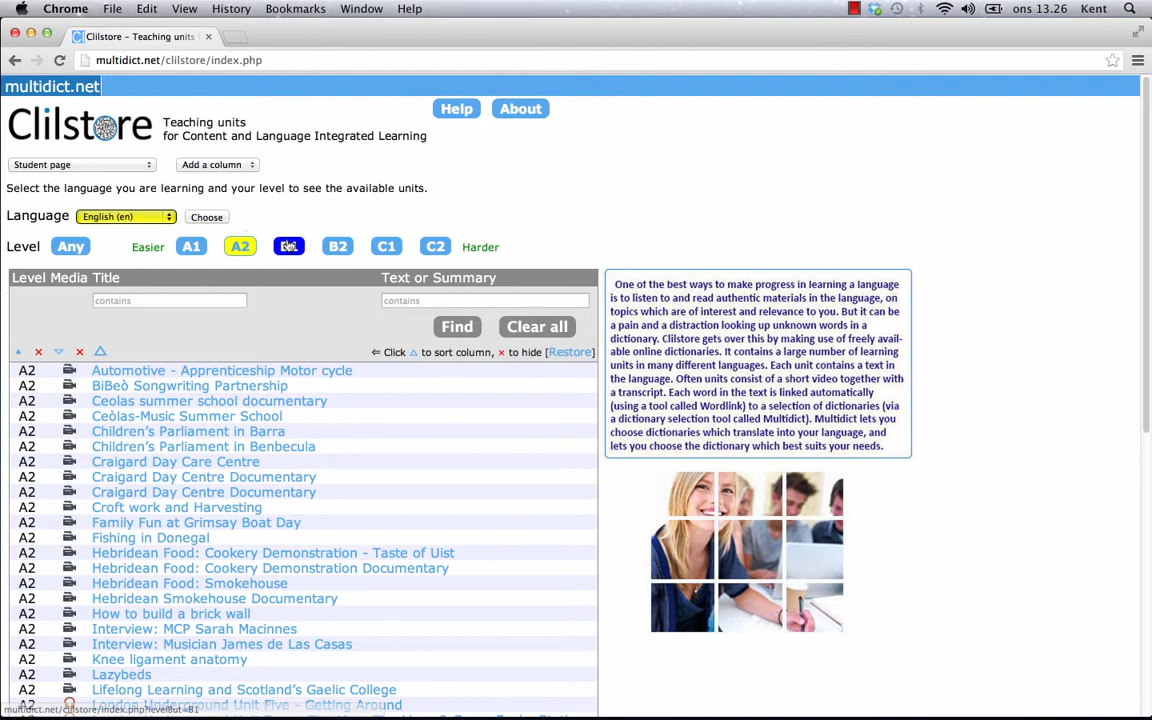 Chrome File Edit View History Bookmarks Window Help ons 13.26 Kent
Clilstore – Teaching units
multidict.net/clilstore/index.php
multidict.net
Help About
Clilstore
Teaching units
for Content and Language Integrated Learning
Student page Add a column
Select the language you are learning and your level to see the available units.
Language English (en) Choose
Level Any Easier A1 A2 B1 B2 C1 C2 Harder
Level Media Title Text or Summary
contains contains
Find Clear all
⇐ Click △ to sort column, × to hide [Restore]
A2 Automotive - Apprenticeship Motor cycle
A2 BiBeò Songwriting Partnership
A2 Ceolas summer school documentary
A2 Ceòlas-Music Summer School
A2 Children’s Parliament in Barra
A2 Children’s Parliament in Benbecula
A2 Craigard Day Care Centre
A2 Craigard Day Centre Documentary
A2 Craigard Day Centre Documentary
A2 Croft work and Harvesting
A2 Family Fun at Grimsay Boat Day
A2 Fishing in Donegal
A2 Hebridean Food: Cookery Demonstration - Taste of Uist
A2 Hebridean Food: Cookery Demonstration Documentary
A2 Hebridean Food: Smokehouse
A2 Hebridean Smokehouse Documentary
A2 How to build a brick wall
A2 Interview: MCP Sarah Macinnes
A2 Interview: Musician James de Las Casas
A2 Knee ligament anatomy
A2 Lazybeds
A2 Lifelong Learning and Scotland’s Gaelic College
A2 London Underground Unit Five - Getting Around
multidict.net/clilstore/index.php?levelBut=B1
One of the best ways to make progress in learning a language
is to listen to and read authentic materials in the language, on
topics which are of interest and relevance to you. But it can be
a pain and a distraction looking up unknown words in a
dictionary. Clilstore gets over this by making use of freely avail-
able online dictionaries. It contains a large number of learning
units in many different languages. Each unit contains a text in
the language. Often units consist of a short video together with
a transcript. Each word in the text is linked automatically
(using a tool called Wordlink) to a selection of dictionaries (via
a dictionary selection tool called Multidict). Multidict lets you
choose dictionaries which translate into your language, and
lets you choose the dictionary which best suits your needs.